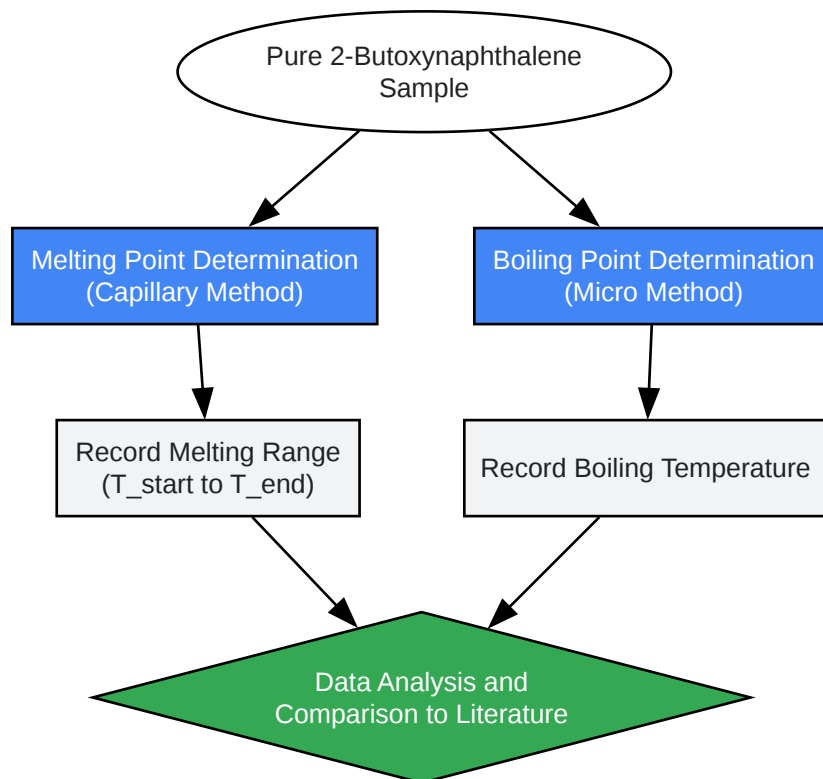 Pure 2-Butoxynaphthalene
Sample
Melting Point Determination
(Capillary Method)
Boiling Point Determination
(Micro Method)
Record Melting Range
(T_start to T_end)
Record Boiling Temperature
Data Analysis and
Comparison to Literature